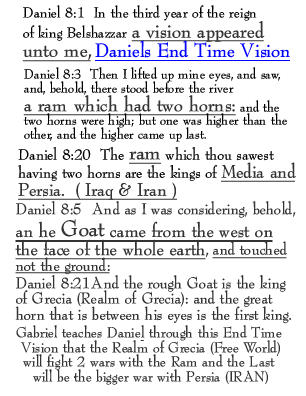 Daniel 8:1  In the third year of the reign
of king Belshazzar a vision appeared
unto me, Daniels End Time Vision
Daniel 8:3  Then I lifted up mine eyes, and saw,
and, behold, there stood before the river
a ram which had two horns: and the
two horns were high; but one was higher than the
other, and the higher came up last.
Daniel 8:20  The ram which thou sawest
having two horns are the kings of Media and
Persia.  ( Iraq & Iran )
Daniel 8:5  And as I was considering, behold,
an he Goat came from the west on
the face of the whole earth, and touched
not the ground:
Daniel 8:21And the rough Goat is the king
of Grecia (Realm of Grecia): and the great
horn that is between his eyes is the first king.
Gabriel teaches Daniel through this End Time
Vision that the Realm of Grecia (Free World)
will fight 2 wars with the Ram and the Last
will be the bigger war with Persia (IRAN)